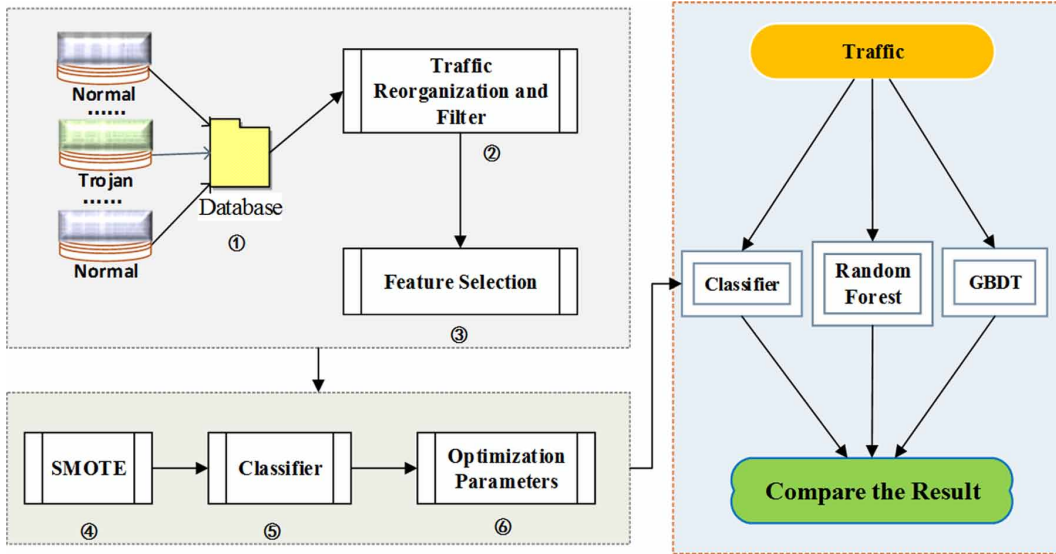 Normal
......
Trojan
......
Normal
Database
①
Traffic
Reorganization and
Filter
②
Feature Selection
③
SMOTE
④
Classifier
⑤
Optimization
Parameters
⑥
Traffic
Classifier
Random
Forest
GBDT
Compare the Result